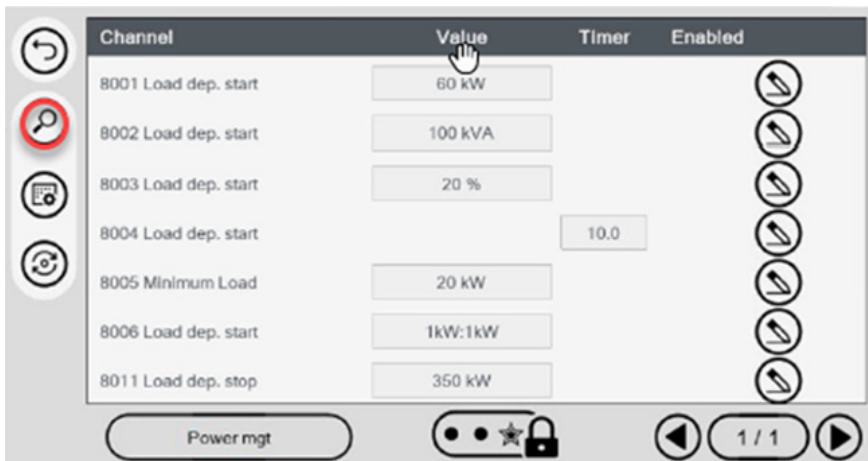 Channel Value Timer Enabled
8001 Load dep. start 60 kW
8002 Load dep. start 100 kVA
8003 Load dep. start 20 %
8004 Load dep. start 10.0
8005 Minimum Load 20 kW
8006 Load dep. start 1kW:1kW
8011 Load dep. stop 350 kW
Power mgt 1 / 1